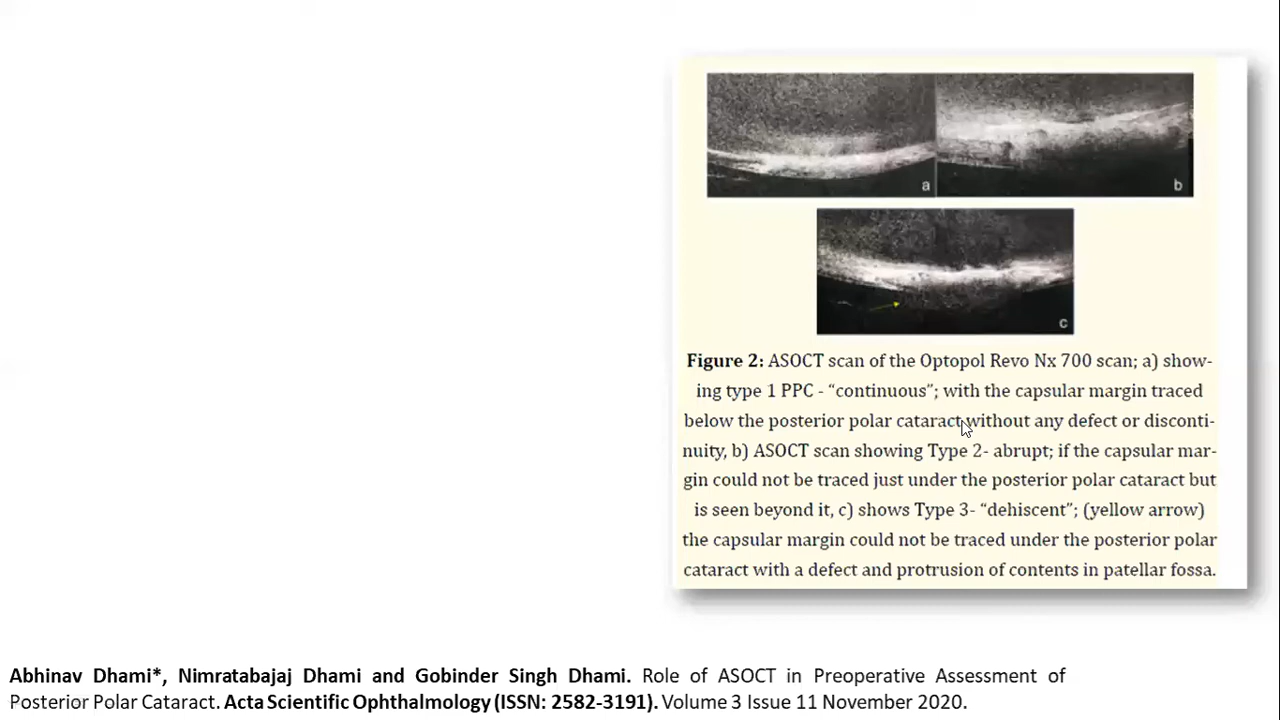 a
b
c
Figure 2: ASOCT scan of the Optopol Revo Nx 700 scan; a) show-
ing type 1 PPC - “continuous”; with the capsular margin traced
below the posterior polar cataract without any defect or disconti-
nuity, b) ASOCT scan showing Type 2- abrupt; if the capsular mar-
gin could not be traced just under the posterior polar cataract but
is seen beyond it, c) shows Type 3- “dehiscent”; (yellow arrow)
the capsular margin could not be traced under the posterior polar
cataract with a defect and protrusion of contents in patellar fossa.
Abhinav Dhami*, Nimratabajaj Dhami and Gobinder Singh Dhami. Role of ASOCT in Preoperative Assessment of
Posterior Polar Cataract. Acta Scientific Ophthalmology (ISSN: 2582-3191). Volume 3 Issue 11 November 2020.